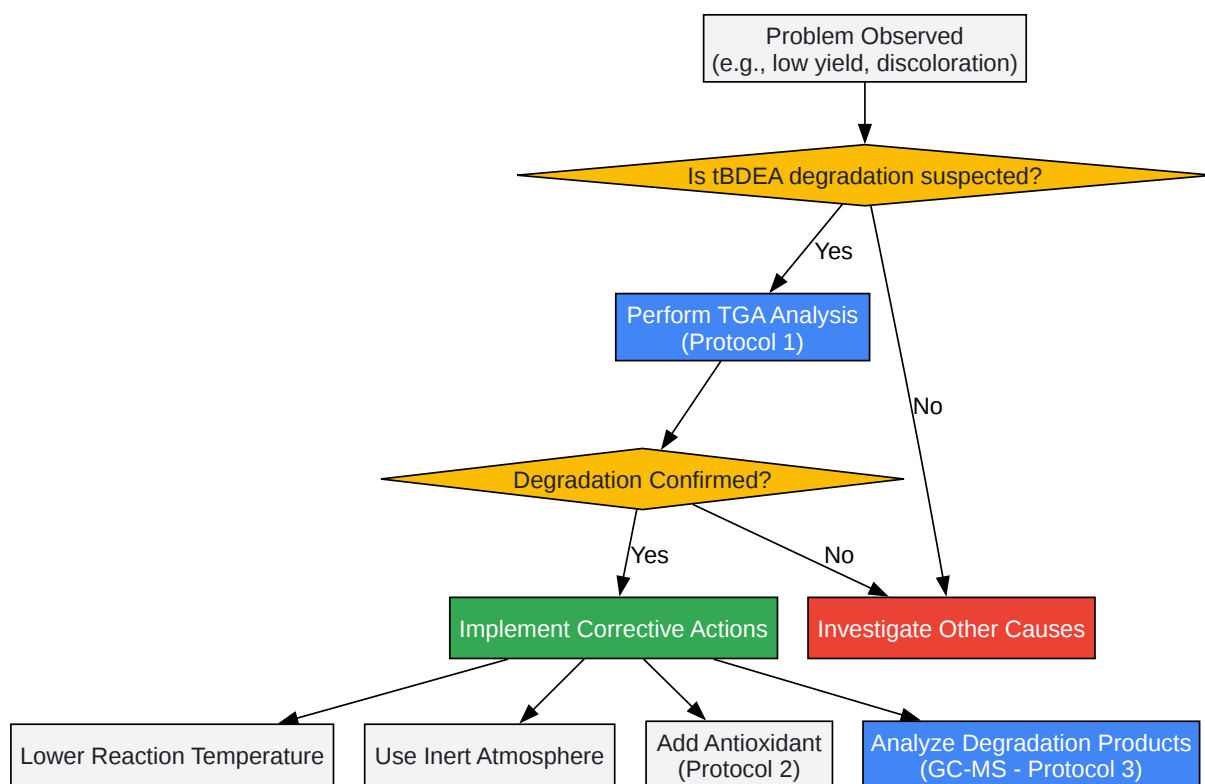 Problem Observed
(e.g., low yield, discoloration)
Is tBDEA degradation suspected?
Yes
Perform TGA Analysis
(Protocol 1)
No
Degradation Confirmed?
Yes
No
Implement Corrective Actions
Investigate Other Causes
Lower Reaction Temperature
Use Inert Atmosphere
Add Antioxidant
(Protocol 2)
Analyze Degradation Products
(GC-MS - Protocol 3)